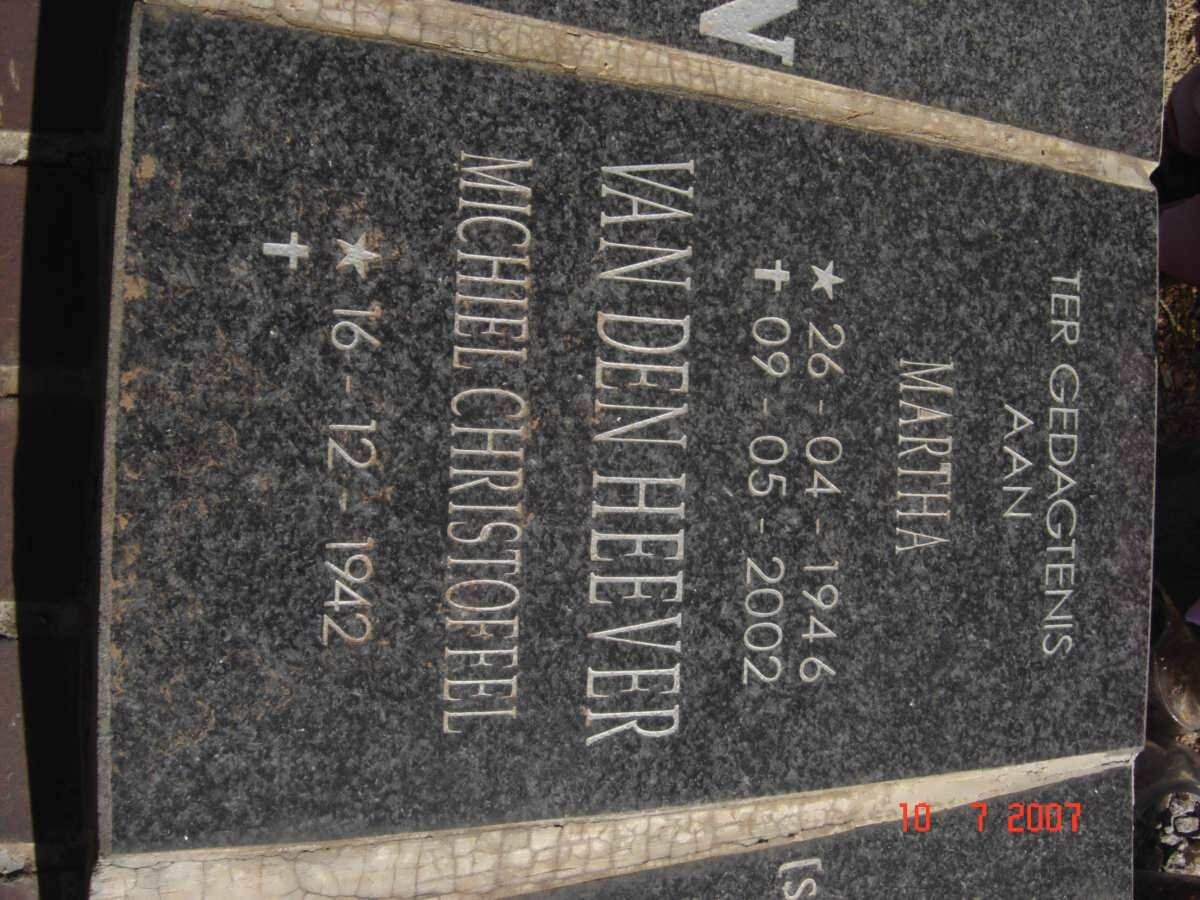 TER GEDAGTENIS
AAN
MARTHA
★ 26 - 04 - 1946
✝ 09 - 05 - 2002
VAN DEN HEEVER
MICHIEL CHRISTOFFEL
★ 16 - 12 - 1942
✝
10 7 2007